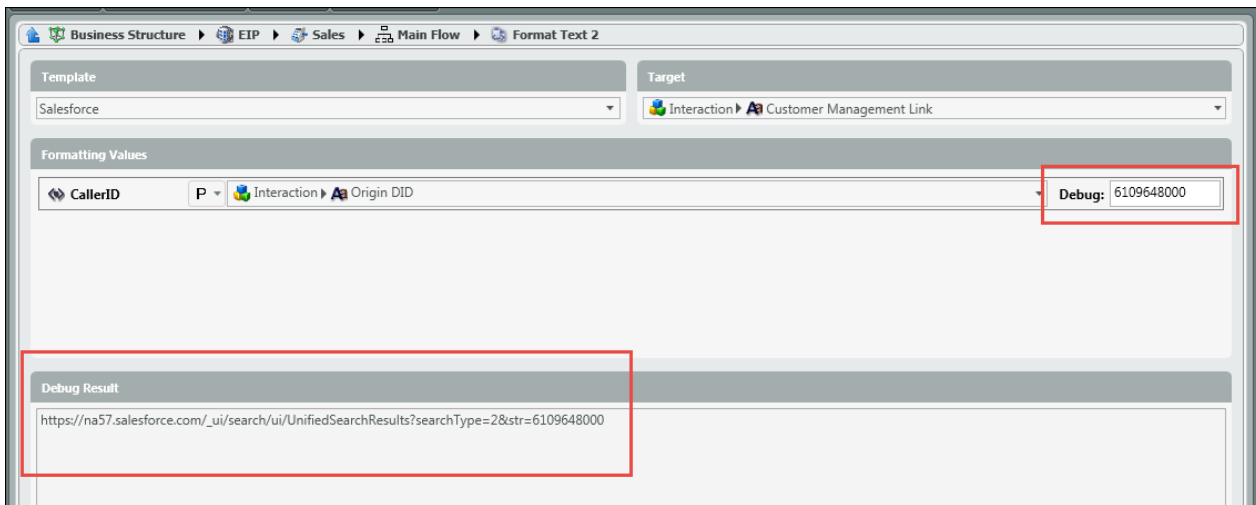 Business Structure EIP Sales Main Flow Format Text 2
Template
Target
Salesforce
Interaction Customer Management Link
Formatting Values
CallerID P Interaction Origin DID Debug: 6109648000
Debug Result
https://na57.salesforce.com/_ui/search/ui/UnifiedSearchResults?searchType=2&str=6109648000